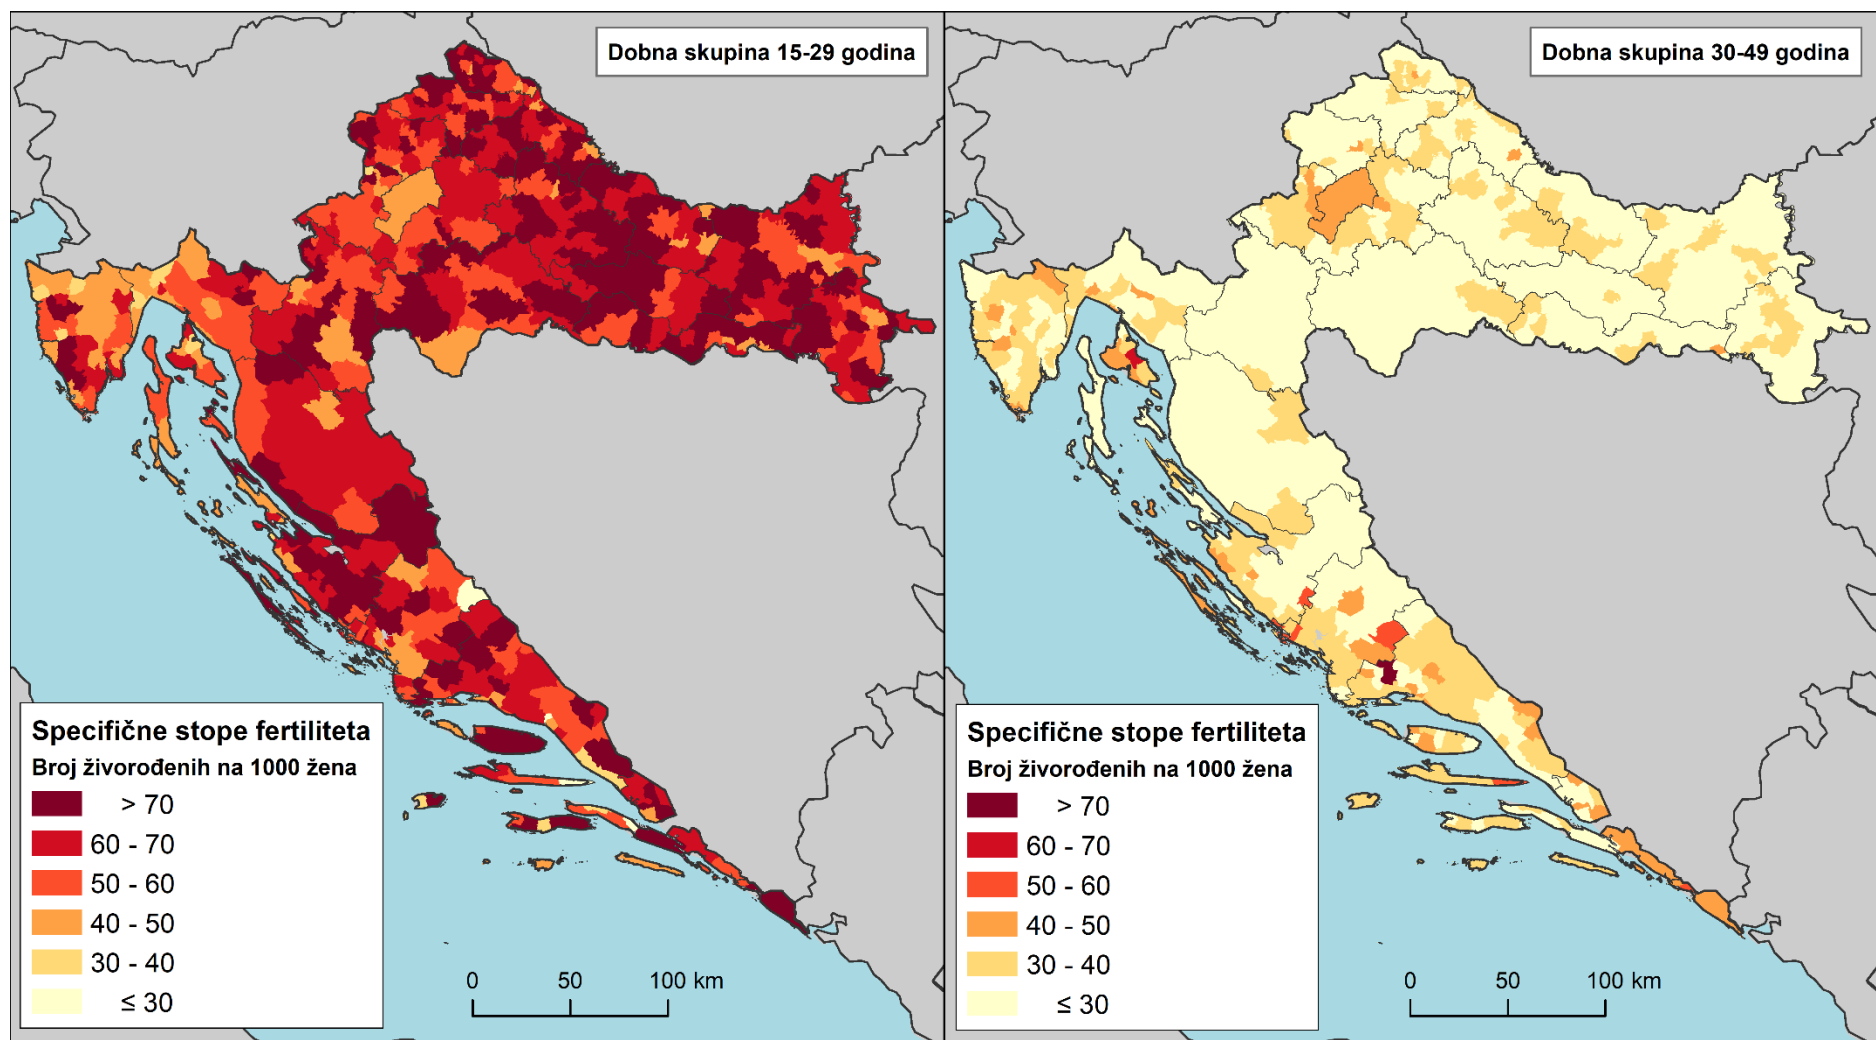 Dobna skupina 15-29 godina
Specifične stope fertiliteta
Broj živorođenih na 1000 žena
> 70
60 - 70
50 - 60
40 - 50
30 - 40
≤ 30
0 50 100 km
Dobna skupina 30-49 godina
Specifične stope fertiliteta
Broj živorođenih na 1000 žena
> 70
60 - 70
50 - 60
40 - 50
30 - 40
≤ 30
0 50 100 km